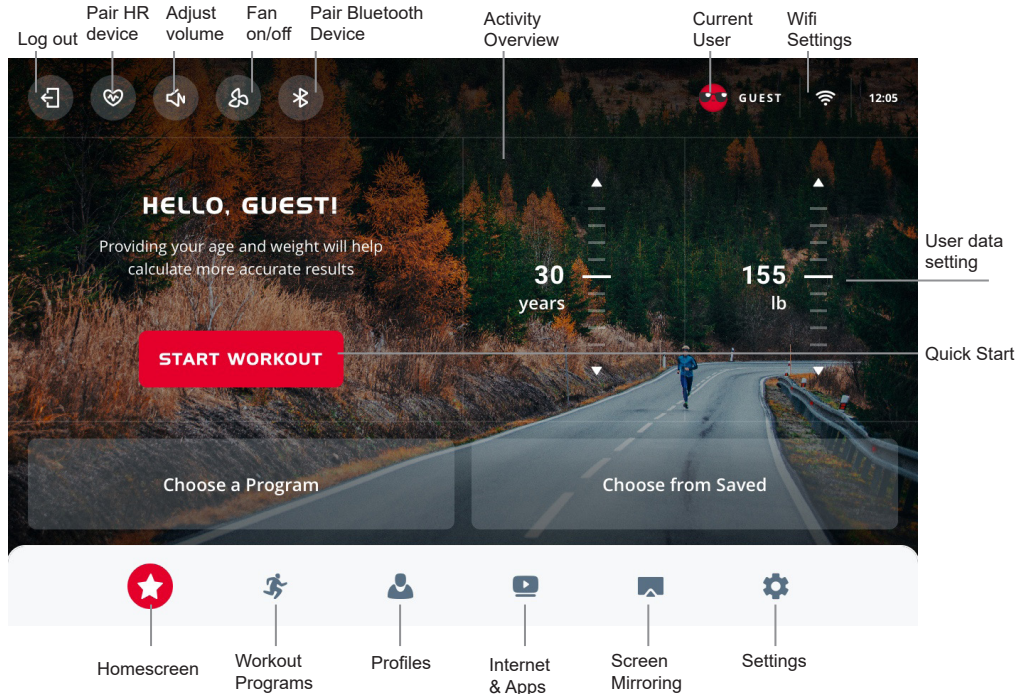 Log out
Pair HR
device
Adjust
volume
Fan
on/off
Pair Bluetooth
Device
Activity
Overview
Current
User
Wifi
Settings
GUEST
12:05
HELLO, GUEST!
Providing your age and weight will help
calculate more accurate results
30
years
155
lb
User data
setting
START WORKOUT
Quick Start
Choose a Program
Choose from Saved
Homescreen
Workout
Programs
Profiles
Internet
& Apps
Screen
Mirroring
Settings